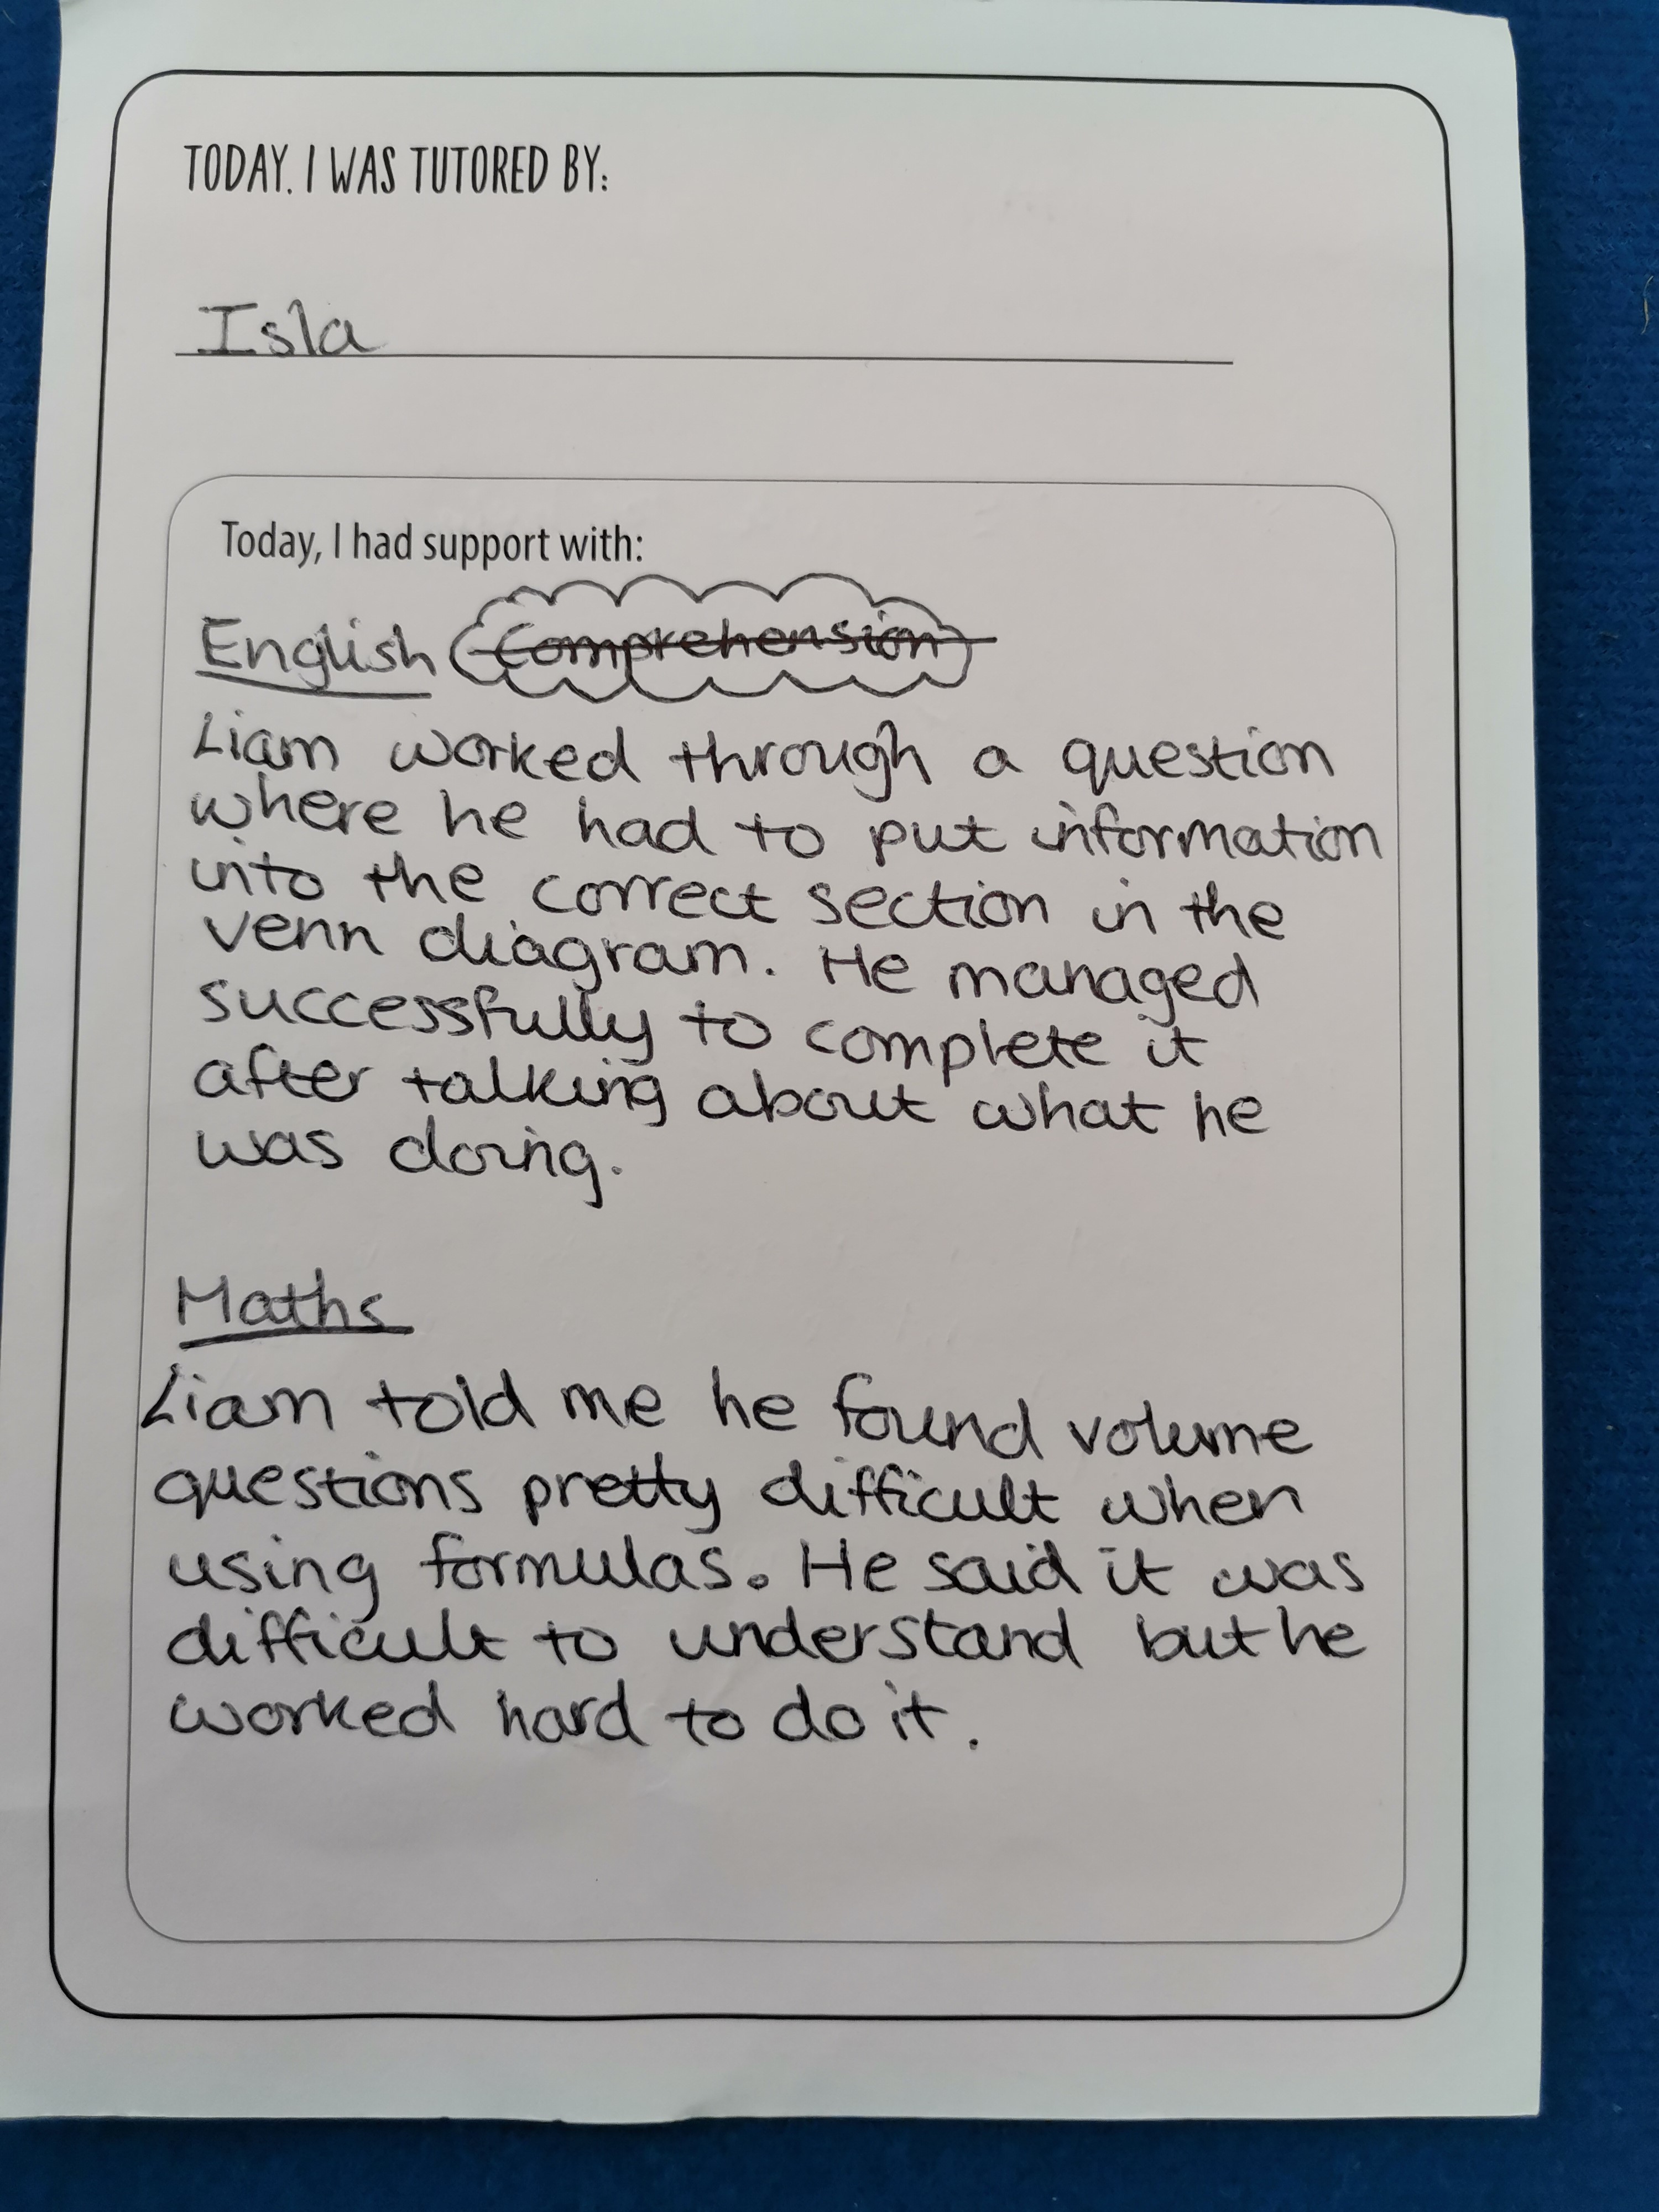 TODAY. I WAS TUTORED BY:
Isla
Today, I had support with:
English Comprehension
Liam worked through a question
where he had to put information
into the correct section in the
venn diagram. He managed
successfully to complete it
after talking about what he
was doing.
Maths
Liam told me he found volume
questions pretty difficult when
using formulas. He said it was
difficult to understand but he
worked hard to do it.